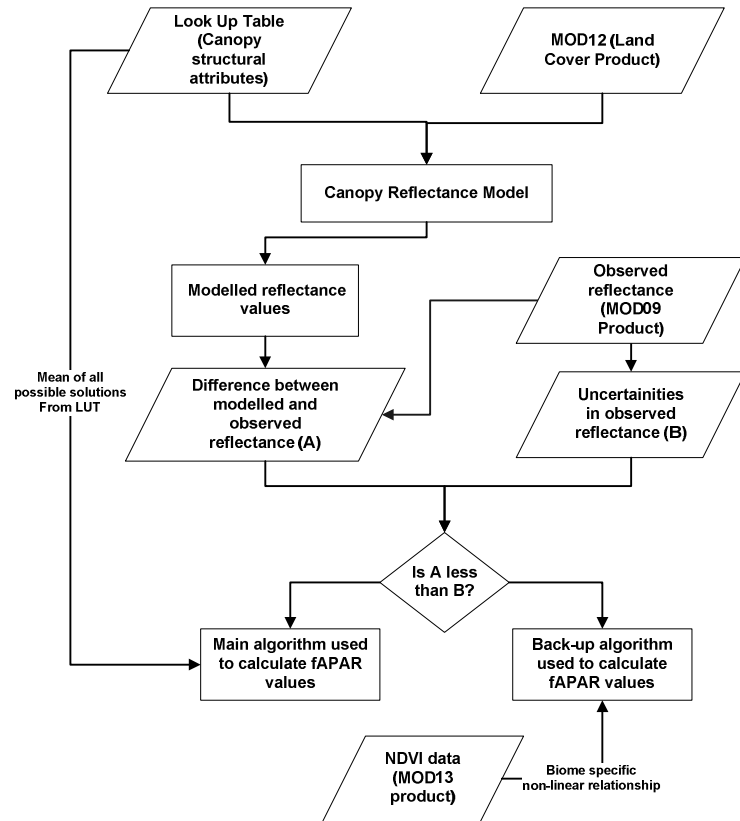 Look Up Table
(Canopy
structural
attributes)
MOD12 (Land
Cover Product)
Canopy Reflectance Model
Modelled reflectance
values
Observed
reflectance
(MOD09
Product)
Mean of all
possible solutions
From LUT
Difference between
modelled and
observed
reflectance (A)
Uncertainities
in observed
reflectance (B)
Is A less
than B?
Main algorithm used
to calculate fAPAR
values
Back-up algorithm
used to calculate
fAPAR values
NDVI data
(MOD13
product)
Biome specific
non-linear relationship